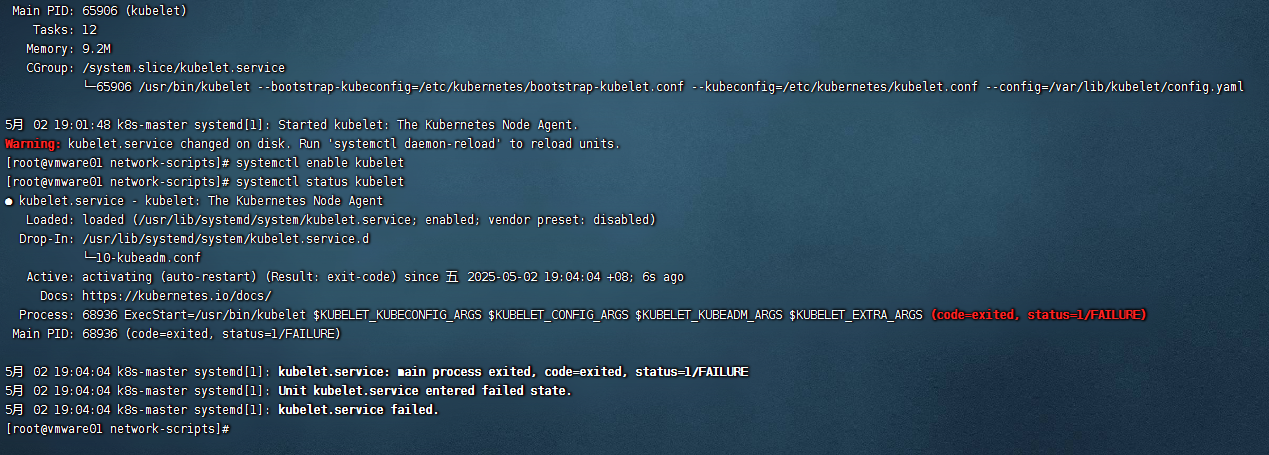 Main PID: 65906 (kubelet)
Tasks: 12
Memory: 9.2M
CGroup: /system.slice/kubelet.service
└─65906 /usr/bin/kubelet --bootstrap-kubeconfig=/etc/kubernetes/bootstrap-kubelet.conf --kubeconfig=/etc/kubernetes/kubelet.conf --config=/var/lib/kubelet/config.yaml
5月 02 19:01:48 k8s-master systemd[1]: Started kubelet: The Kubernetes Node Agent.
Warning: kubelet.service changed on disk. Run 'systemctl daemon-reload' to reload units.
[root@vmware01 network-scripts]# systemctl enable kubelet
[root@vmware01 network-scripts]# systemctl status kubelet
● kubelet.service - kubelet: The Kubernetes Node Agent
Loaded: loaded (/usr/lib/systemd/system/kubelet.service; enabled; vendor preset: disabled)
Drop-In: /usr/lib/systemd/system/kubelet.service.d
└─10-kubeadm.conf
Active: activating (auto-restart) (Result: exit-code) since 五 2025-05-02 19:04:04 +08; 6s ago
Docs: https://kubernetes.io/docs/
Process: 68936 ExecStart=/usr/bin/kubelet $KUBELET_KUBECONFIG_ARGS $KUBELET_CONFIG_ARGS $KUBELET_KUBEADM_ARGS $KUBELET_EXTRA_ARGS (code=exited, status=1/FAILURE)
Main PID: 68936 (code=exited, status=1/FAILURE)
5月 02 19:04:04 k8s-master systemd[1]: kubelet.service: main process exited, code=exited, status=1/FAILURE
5月 02 19:04:04 k8s-master systemd[1]: Unit kubelet.service entered failed state.
5月 02 19:04:04 k8s-master systemd[1]: kubelet.service failed.
[root@vmware01 network-scripts]#